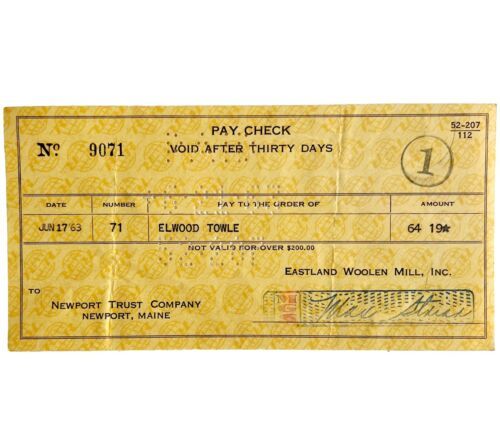 52-207
112
PAY CHECK
No 9071
VOID AFTER THIRTY DAYS
1
DATE NUMBER PAY TO THE ORDER OF AMOUNT
JUN 17 '63 71 ELWOOD TOWLE 64 19*
NOT VALID FOR OVER $200.00
EASTLAND WOOLEN MILL, INC.
TO
NEWPORT TRUST COMPANY
NEWPORT, MAINE
Max Striar